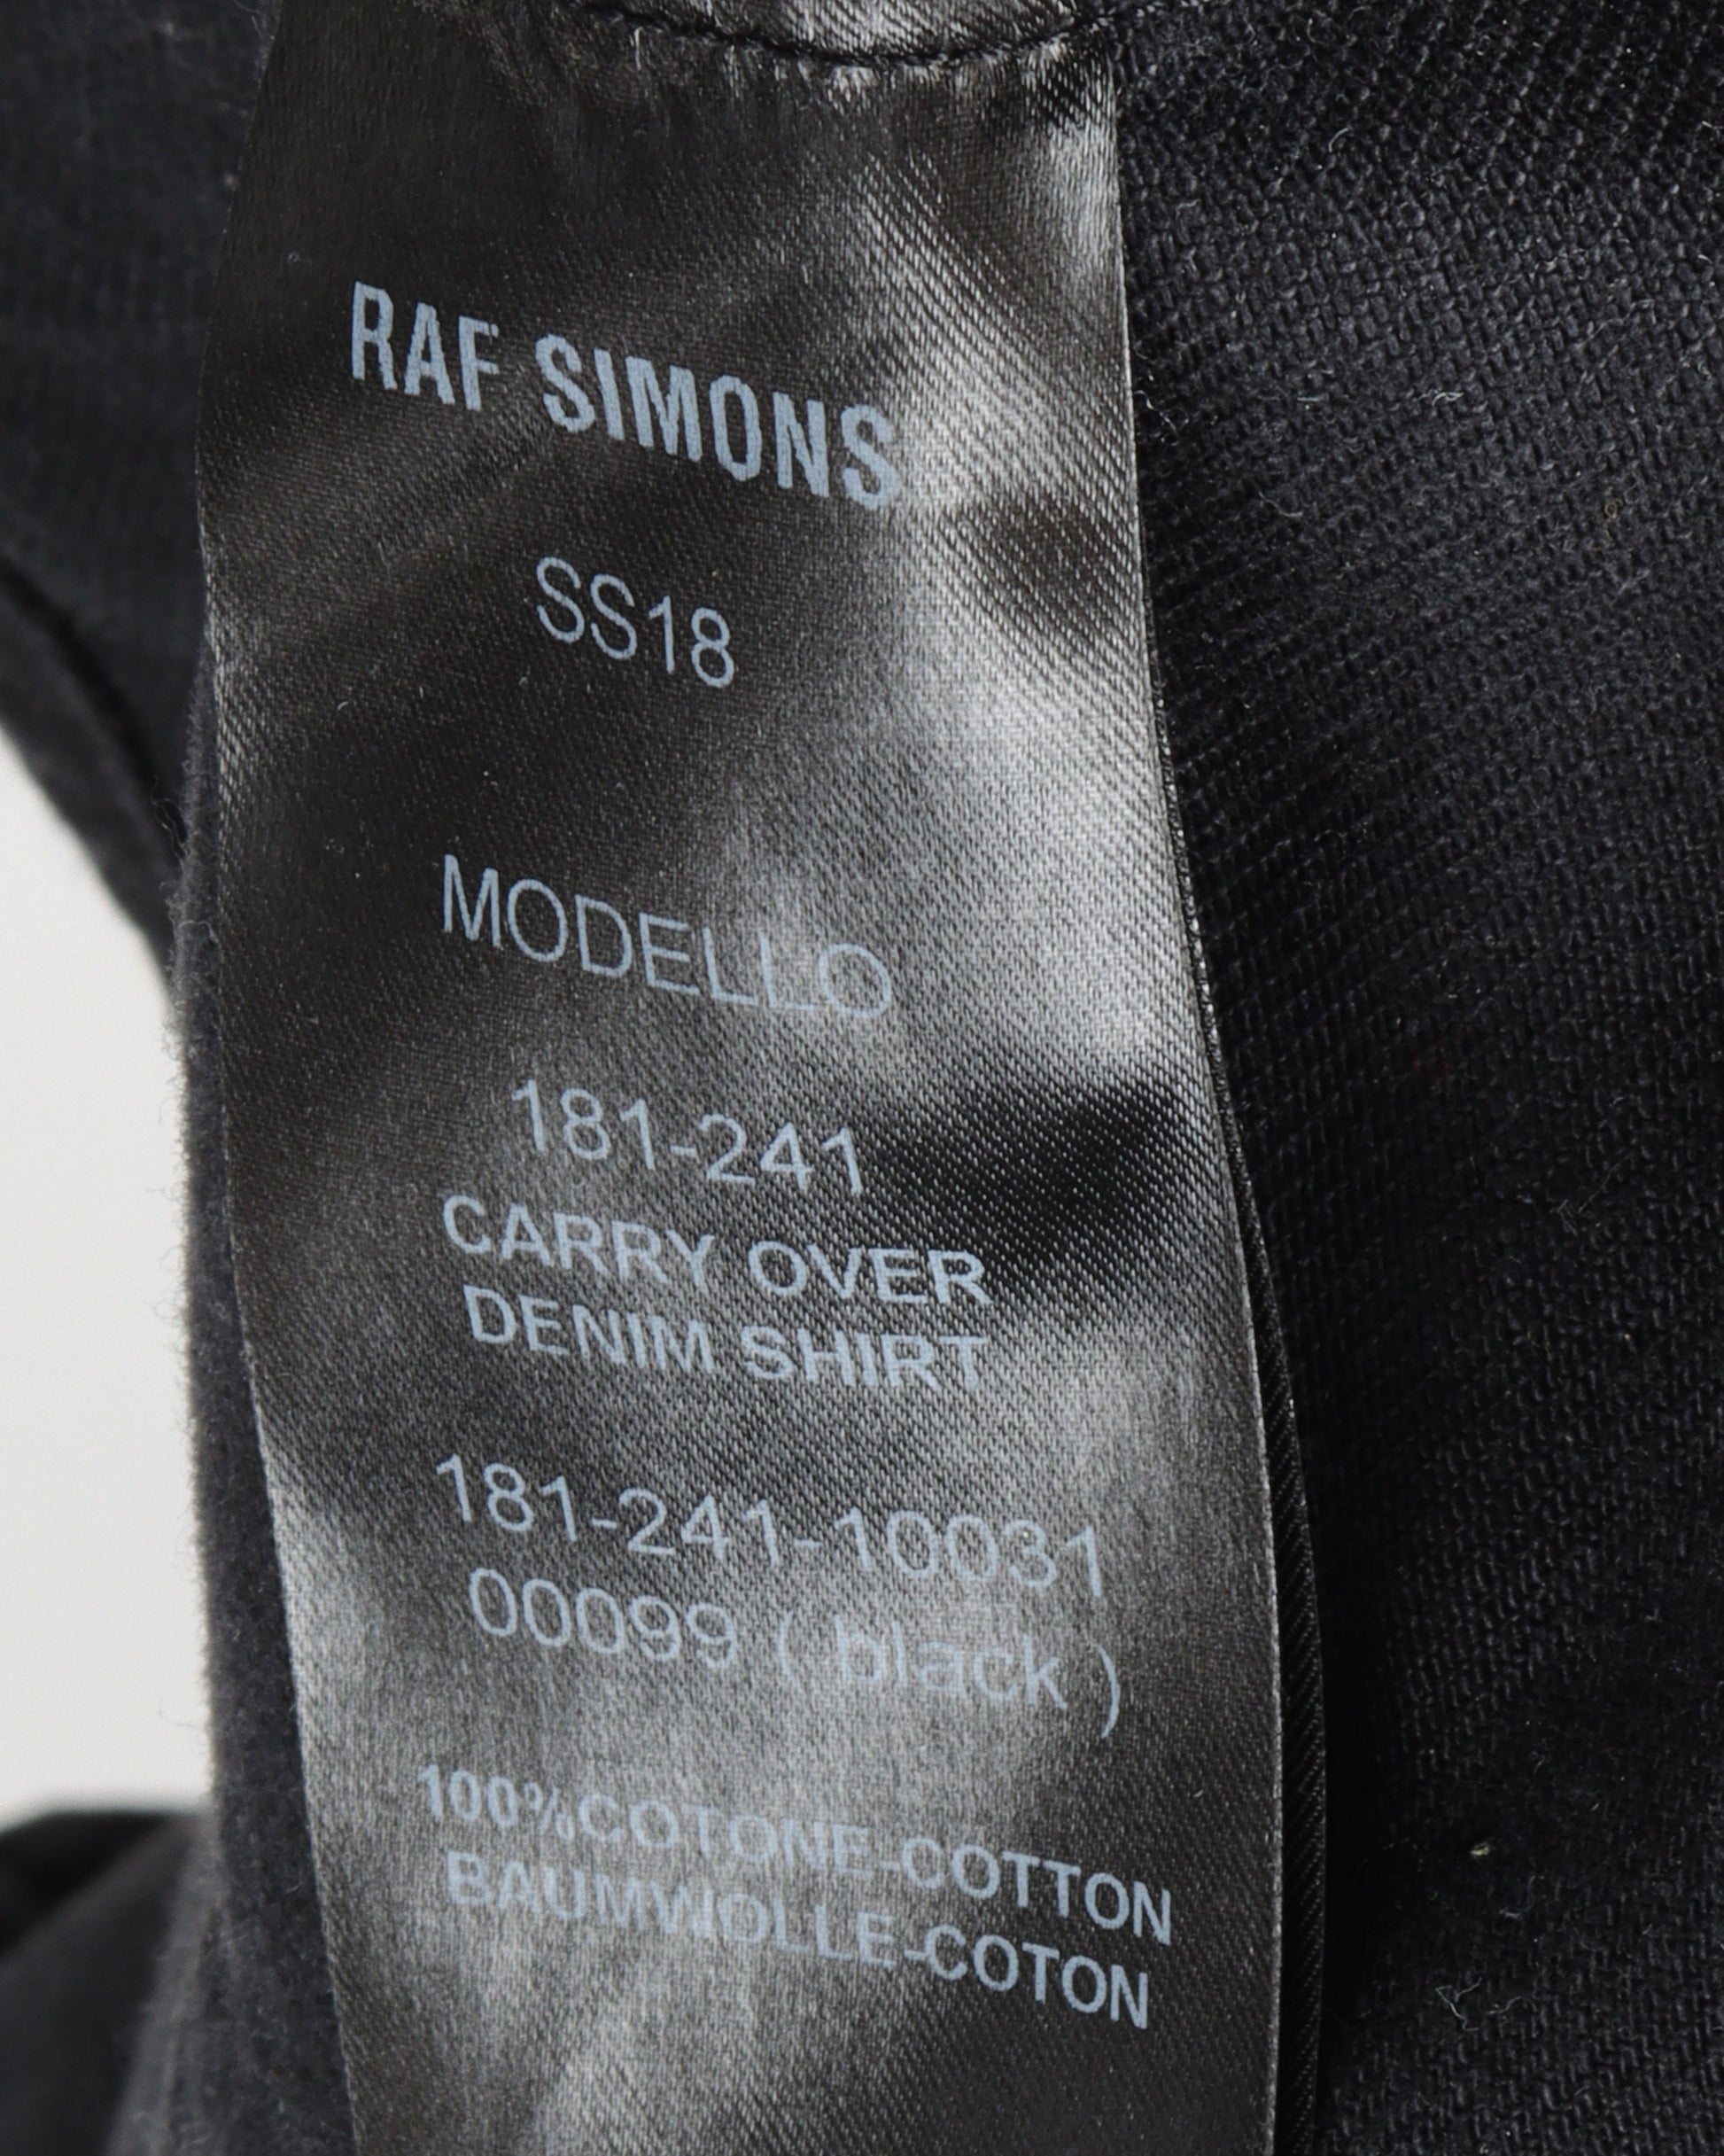 RAF SIMONS
SS18
MODELLO
181-241
CARRY OVER
DENIM SHIRT
181-241-10031
00099 ( black )
100%COTONE-COTTON
BAUMWOLLE-COTON